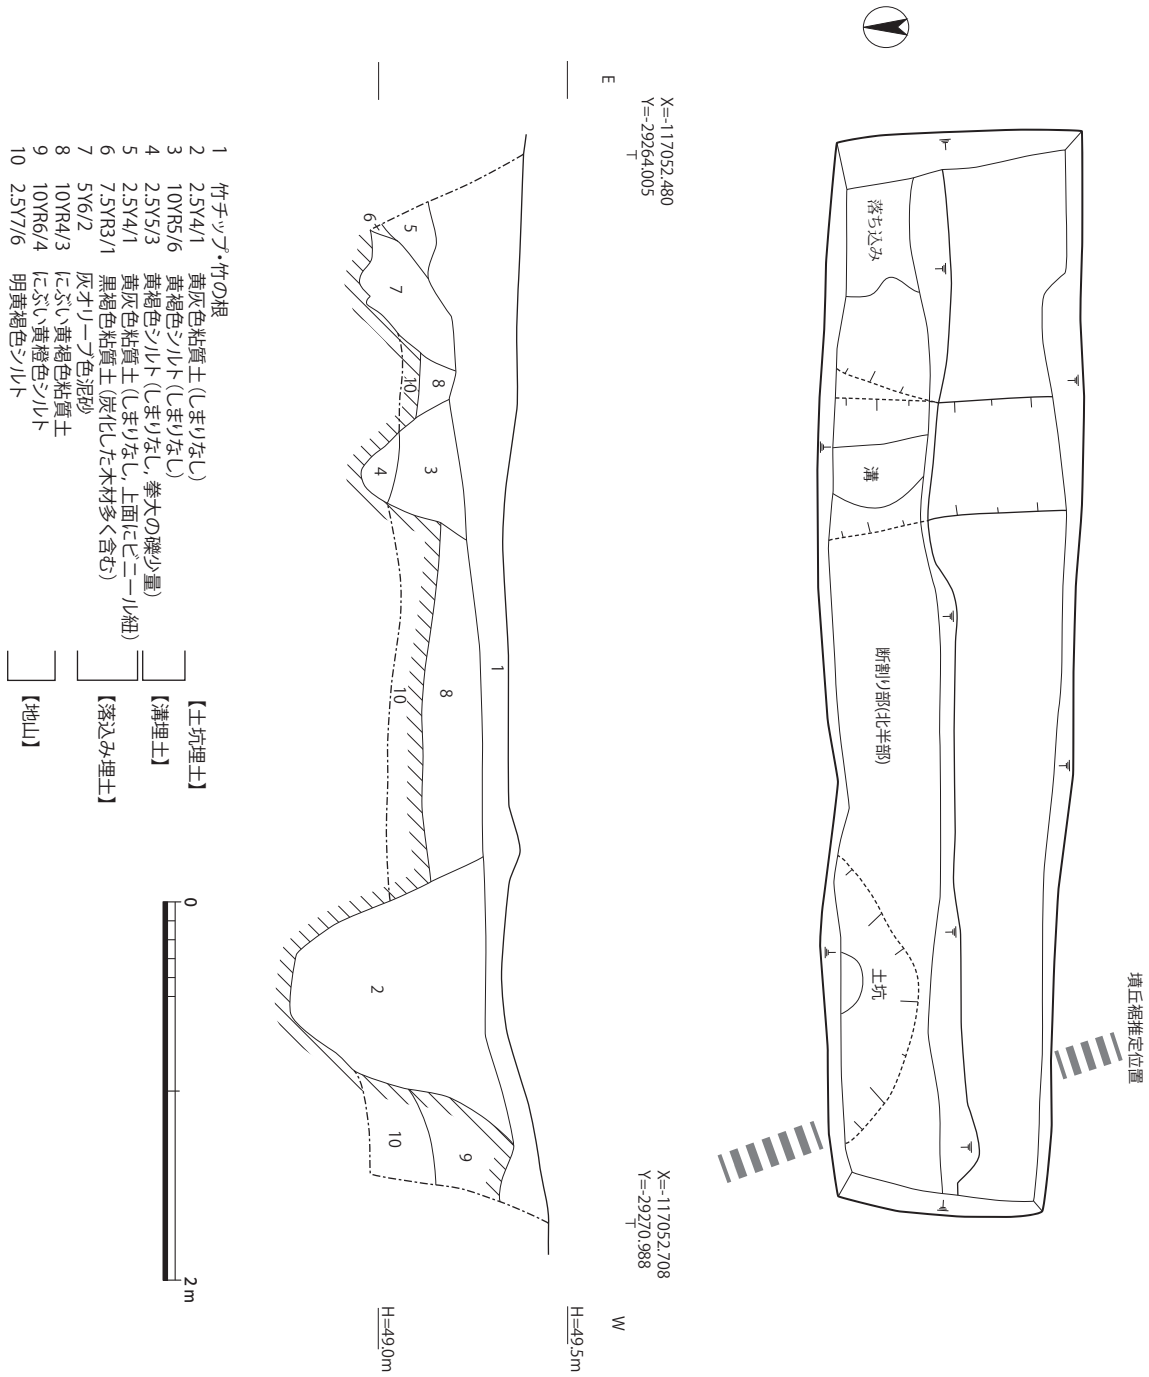 墳丘裾推定位置
落ち込み
溝
断割り部(北半部)
土坑
X=-117052.480
Y=-29264.005
X=-117052.708
Y=-29270.988
E
W
H=49.5m
H=49.0m
1
2
3
4
5
6
7
8
8
9
10
10
10
1 竹チップ・竹の根
2 2.5Y4/1 黄灰色粘質土(しまりなし)
3 10YR5/6 黄褐色シルト(しまりなし)
4 2.5Y5/3 黄褐色シルト(しまりなし, 拳大の礫少量)
5 2.5Y4/1 黄灰色粘質土(しまりなし, 上面にビニール紐)
6 7.5YR3/1 黒褐色粘質土(炭化した木材多く含む)
7 5Y6/2 灰オリーブ色泥砂
8 10YR4/3 にぶい黄褐色粘質土
9 10YR6/4 にぶい黄橙色シルト
10 2.5Y7/6 明黄褐色シルト
【土坑埋土】
【溝埋土】
【落込み埋土】
【地山】
0
2 m